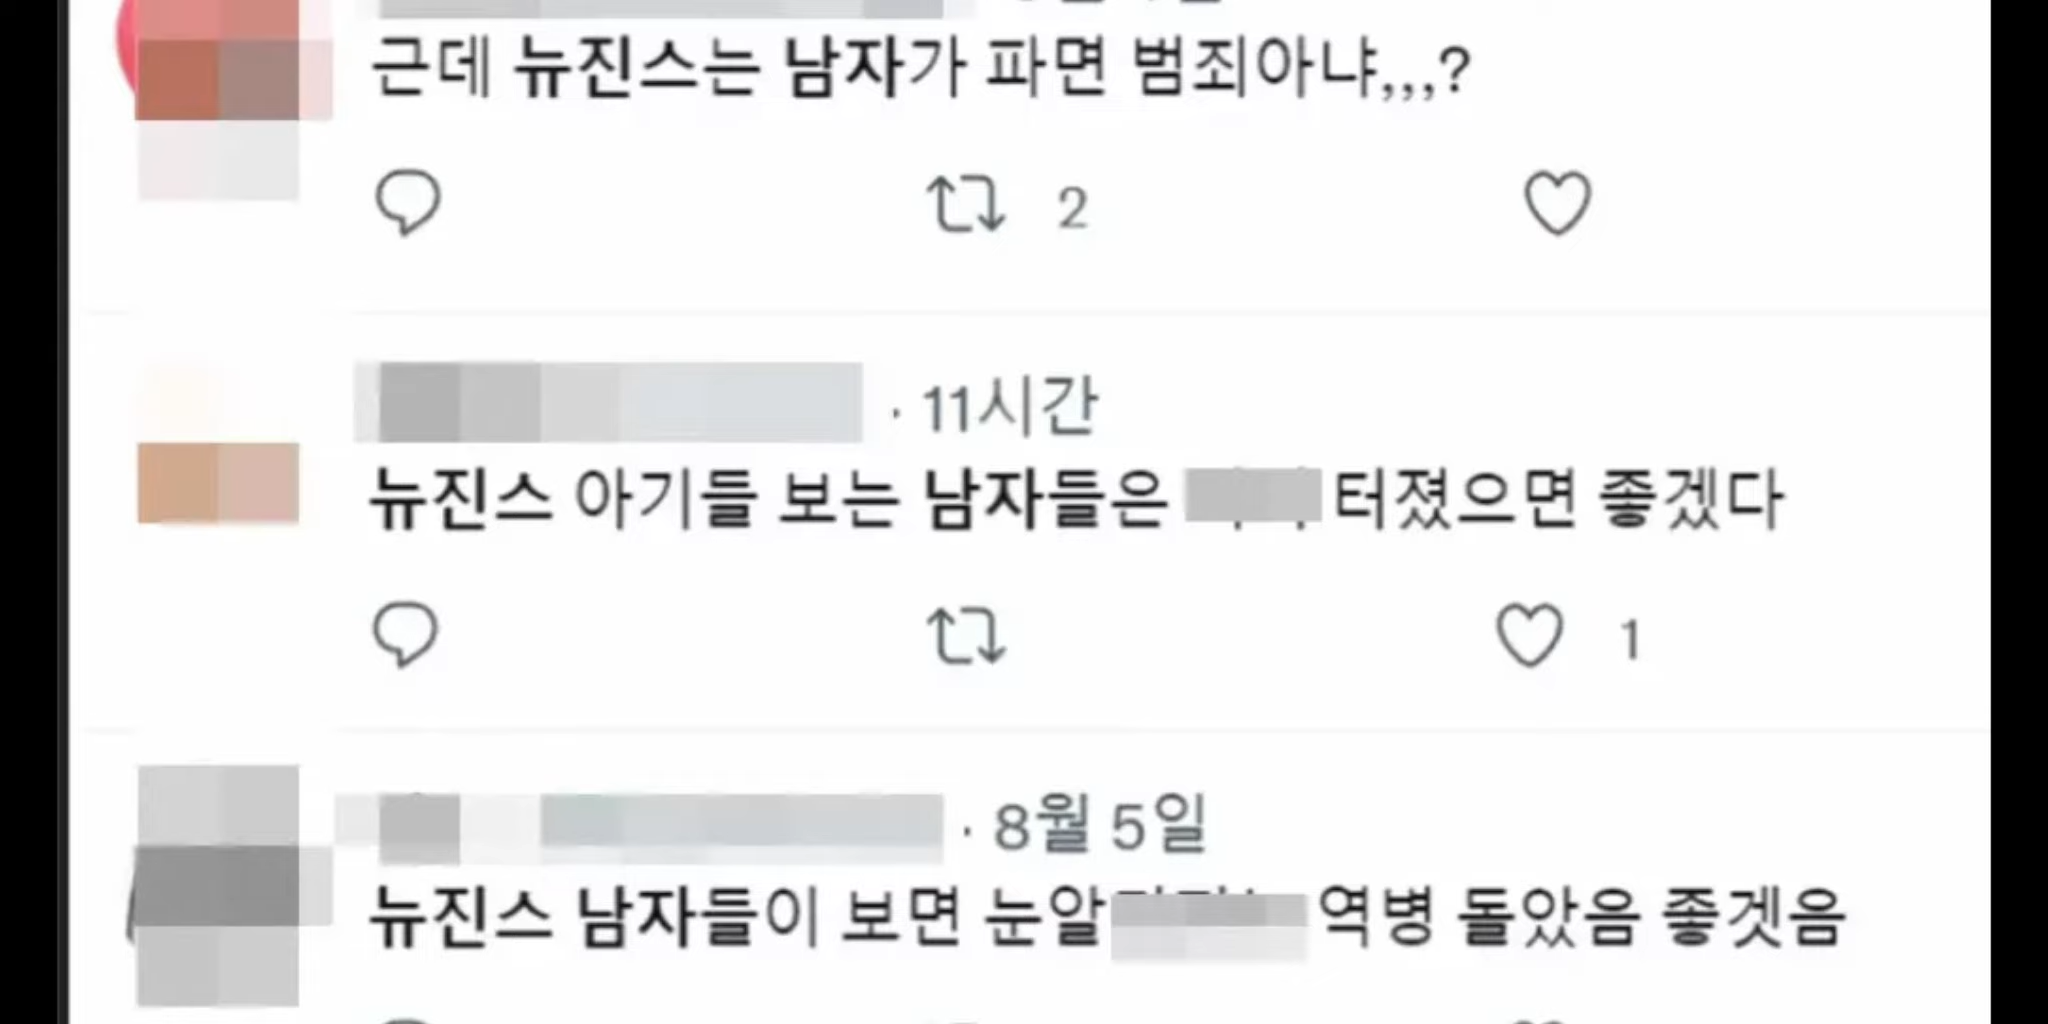 근데 뉴진스는 남자가 파면 범죄아냐,,,?
2
· 11시간
뉴진스 아기들 보는 남자들은 터졌으면 좋겠다
1
· 8월 5일
뉴진스 남자들이 보면 눈알 역병 돌았음 좋겟음